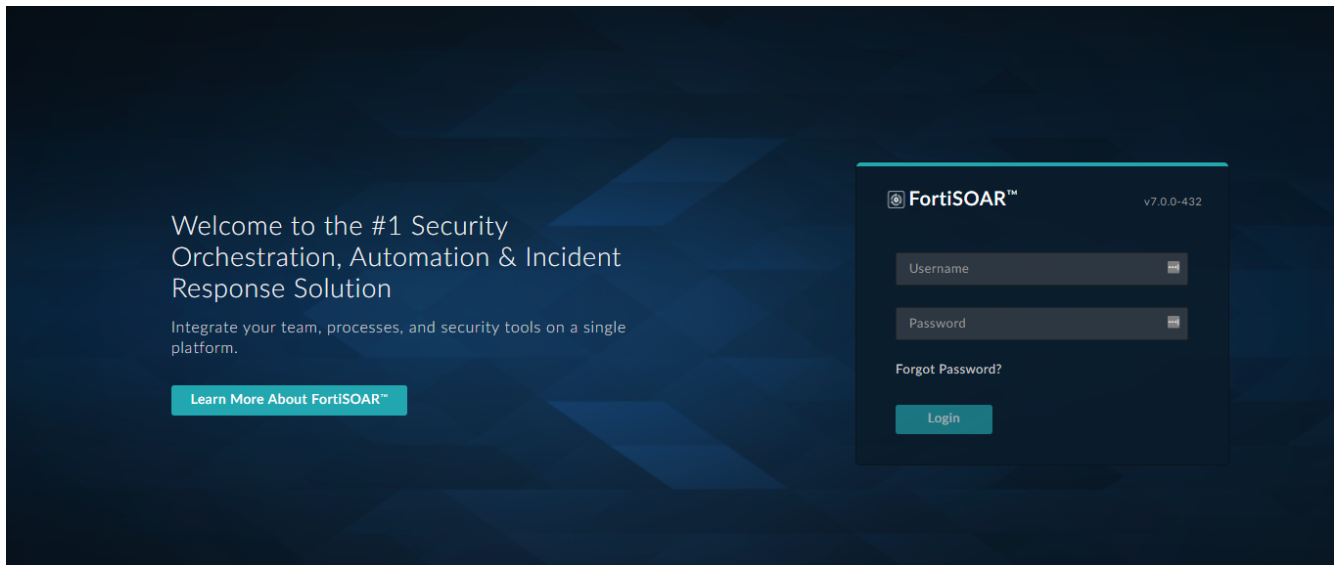 Welcome to the #1 Security
Orchestration, Automation & Incident
Response Solution
Integrate your team, processes, and security tools on a single
platform.
Learn More About FortiSOAR™
FortiSOAR™
v7.0.0-432
Username
Password
Forgot Password?
Login